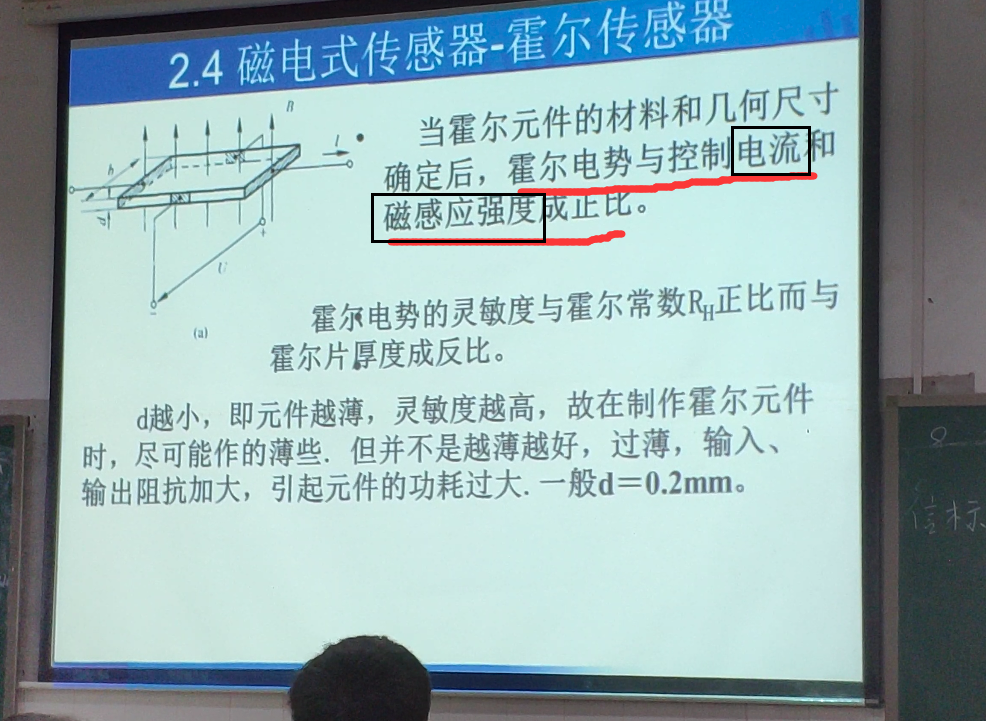 2.4 磁电式传感器-霍尔传感器
B
I
b
d
U
+
(a)
当霍尔元件的材料和几何尺寸
确定后，霍尔电势与控制电流和
磁感应强度成正比。
霍尔电势的灵敏度与霍尔常数RH正比而与
霍尔片厚度成反比。
d越小，即元件越薄，灵敏度越高，故在制作霍尔元件
时，尽可能作的薄些. 但并不是越薄越好，过薄，输入、
输出阻抗加大，引起元件的功耗过大. 一般d＝0.2mm。
信标